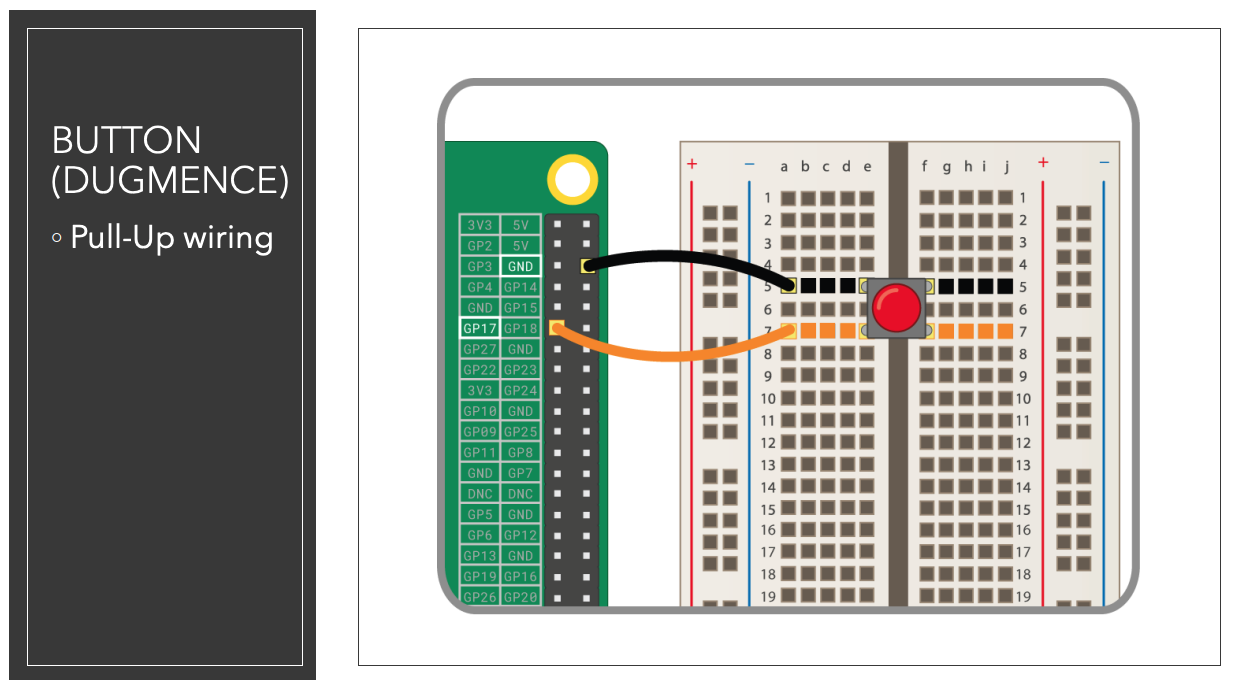 BUTTON
(DUGMENCE)
◦ Pull-Up wiring
3V3 5V
GP2 5V
GP3 GND
GP4 GP14
GND GP15
GP17 GP18
GP27 GND
GP22 GP23
3V3 GP24
GP10 GND
GP09 GP25
GP11 GP8
GND GP7
DNC DNC
GP5 GND
GP6 GP12
GP13 GND
GP19 GP16
GP26 GP20
+ − a b c d e f g h i j + −
1 1
2 2
3 3
4 4
5 5
6 6
7 7
8 8
9 9
10 10
11 11
12 12
13 13
14 14
15 15
16 16
17 17
18 18
19 19